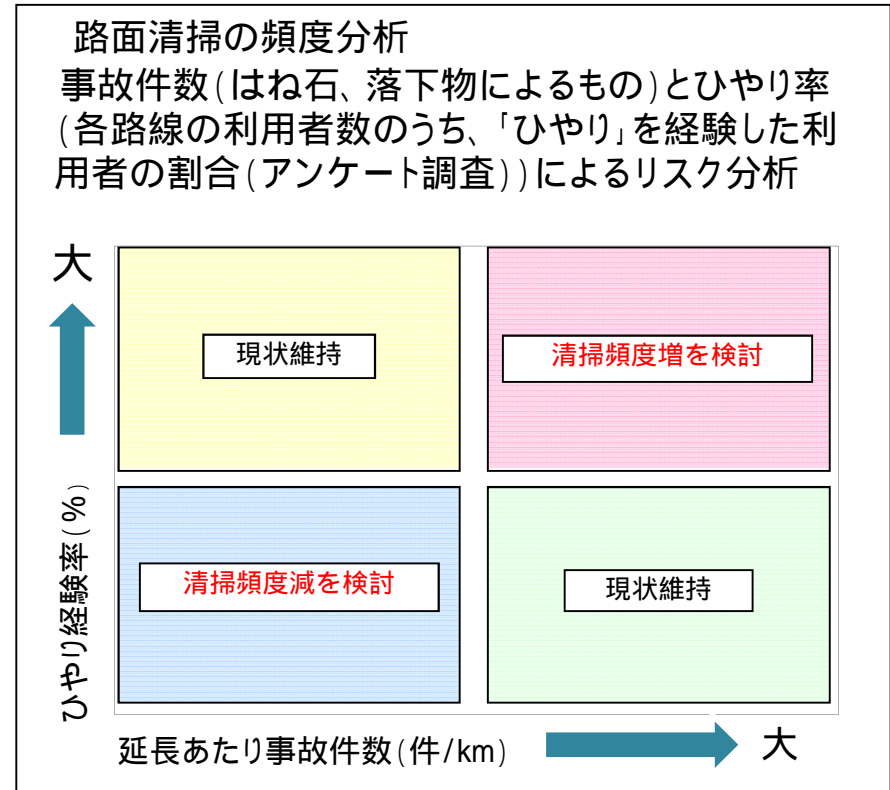 路面清掃の頻度分析
事故件数(はね石、落下物によるもの)とひやり率
(各路線の利用者数のうち、「ひやり」を経験した利
用者の割合(アンケート調査))によるリスク分析
大
現状維持
清掃頻度増を検討
ひやり経験率(%)
清掃頻度減を検討
現状維持
延長あたり事故件数(件/km)
大